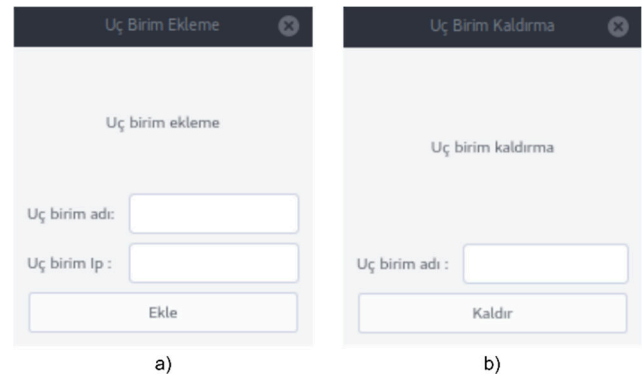 Uç Birim Ekleme
Uç birim ekleme
Uç birim adı:
Uç birim Ip :
Ekle
a)
Uç Birim Kaldırma
Uç birim kaldırma
Uç birim adı :
Kaldır
b)